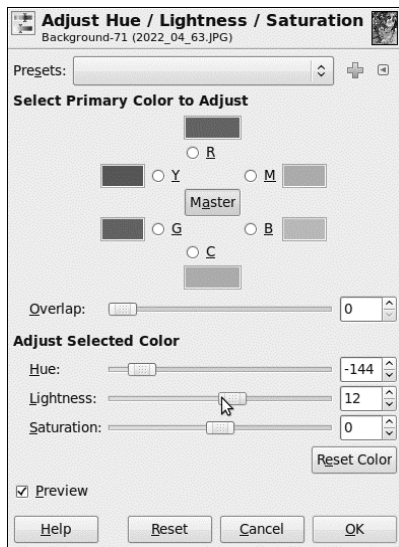 Adjust Hue / Lightness / Saturation
Background-71 (2022_04_63.JPG)
Presets:
Select Primary Color to Adjust
R
Y M
Master
G B
C
Overlap: 0
Adjust Selected Color
Hue: -144
Lightness: 12
Saturation: 0
Reset Color
Preview
Help Reset Cancel OK